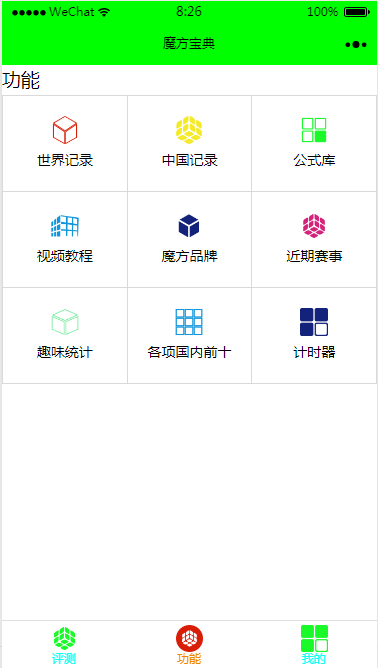 ●●●●● WeChat 8:26 100%
魔方宝典 •••
功能
世界记录 中国记录 公式库
视频教程 魔方品牌 近期赛事
趣味统计 各项国内前十 计时器
评测 功能 我的